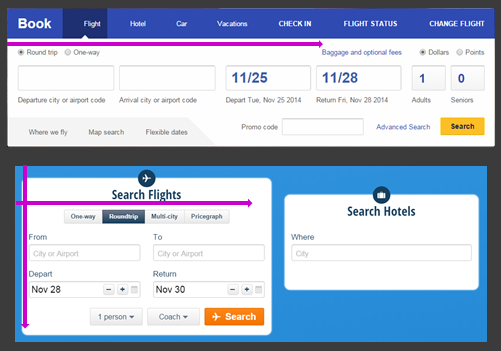 Book Flight Hotel Car Vacations CHECK IN FLIGHT STATUS CHANGE FLIGHT
Round trip One-way Baggage and optional fees Dollars Points
11/25 11/28 1 0
Departure city or airport code Arrival city or airport code Depart Tue, Nov 25 2014 Return Fri, Nov 28 2014 Adults Seniors
Where we fly Map search Flexible dates Promo code Advanced Search Search
Search Flights
One-way Roundtrip Multi-city Pricegraph
From To
City or Airport City or Airport
Depart Return
Nov 28 - + Nov 30 - +
1 person Coach Search
Search Hotels
Where
City